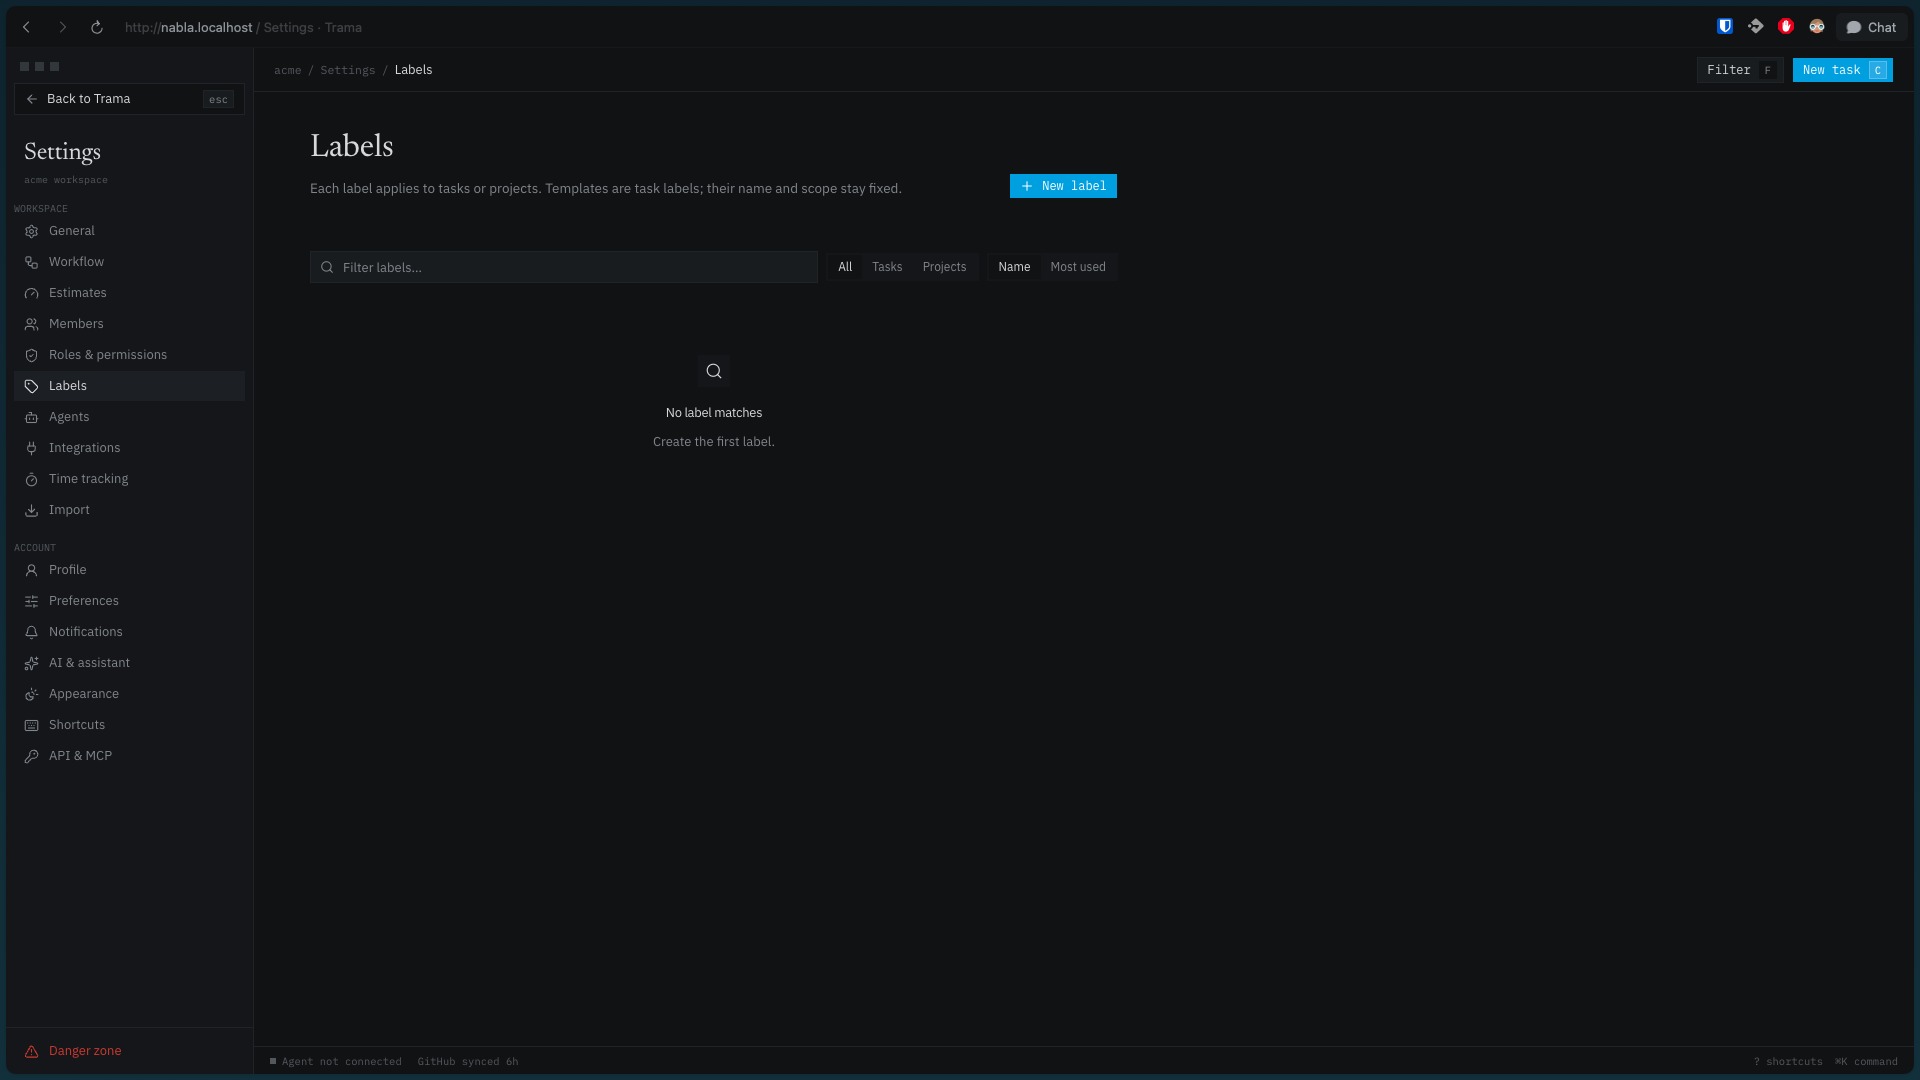 http://nabla.localhost / Settings · Trama
Chat
Back to Trama esc
Settings
acme workspace
WORKSPACE
General
Workflow
Estimates
Members
Roles & permissions
Labels
Agents
Integrations
Time tracking
Import
ACCOUNT
Profile
Preferences
Notifications
AI & assistant
Appearance
Shortcuts
API & MCP
Danger zone
acme / Settings / Labels
Filter F
New task C
Labels
Each label applies to tasks or projects. Templates are task labels; their name and scope stay fixed.
+ New label
Filter labels...
All Tasks Projects
Name Most used
No label matches
Create the first label.
Agent not connected GitHub synced 6h
? shortcuts ⌘K command